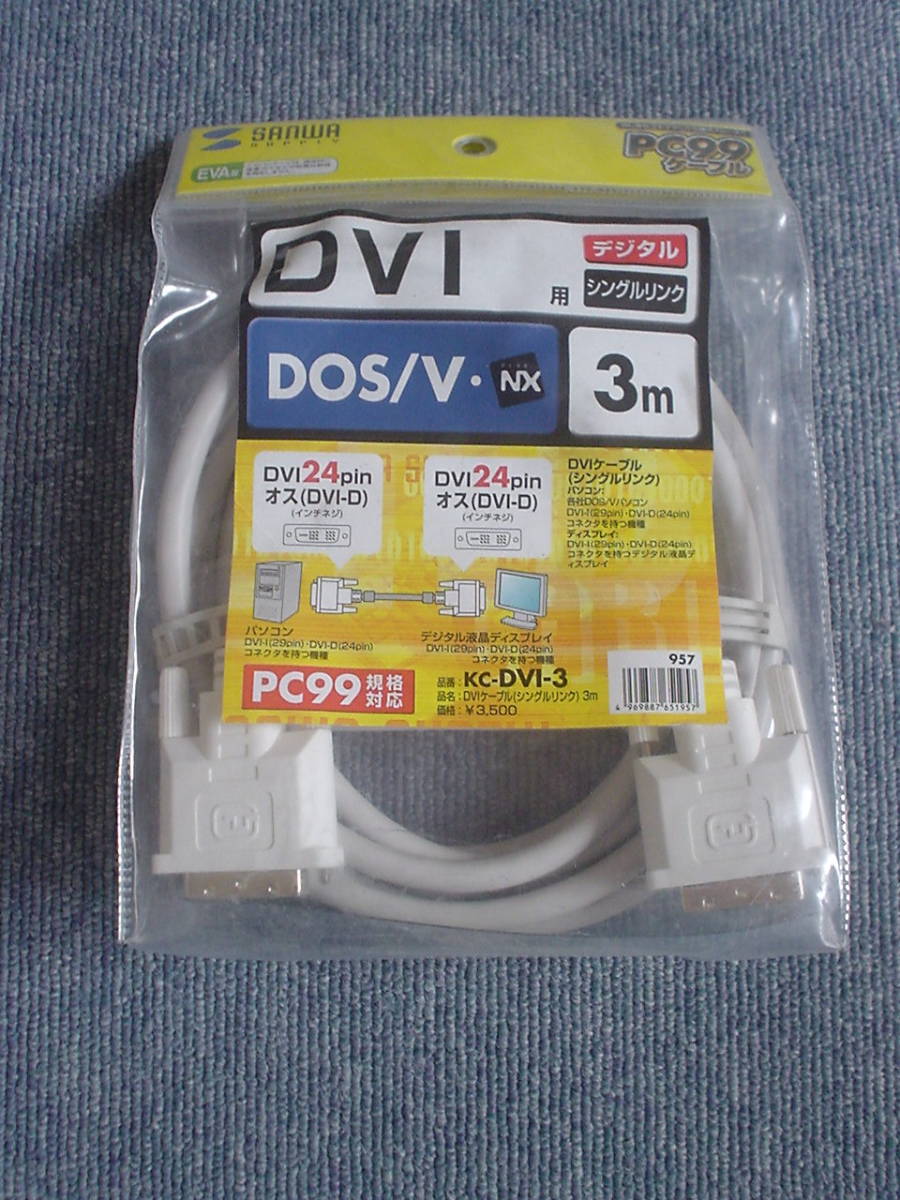 SANWA
SUPPLY
EVA
PC99
ケーブル
DVI
用
デジタル
シングルリンク
DOS/V・
NX
3m
DVI24pin
オス(DVI-D)
(インチネジ)
DVI24pin
オス(DVI-D)
(インチネジ)
DVIケーブル
(シングルリンク)
パソコン:
各社DOS/Vパソコン
DVI-I(29pin)・DVI-D(24pin)
コネクタを持つ機種
ディスプレイ:
DVI-I(29pin)・DVI-D(24pin)
コネクタを持つデジタル液晶デ
ィスプレイ
パソコン
DVI-I(29pin)・DVI-D(24pin)
コネクタを持つ機種
デジタル液晶ディスプレイ
DVI-I(29pin)・DVI-D(24pin)
コネクタを持つ機種
PC99規格
対応
品番:KC-DVI-3
品名:DVIケーブル(シングルリンク) 3m
価格:¥3,500
957
4 969887 651957